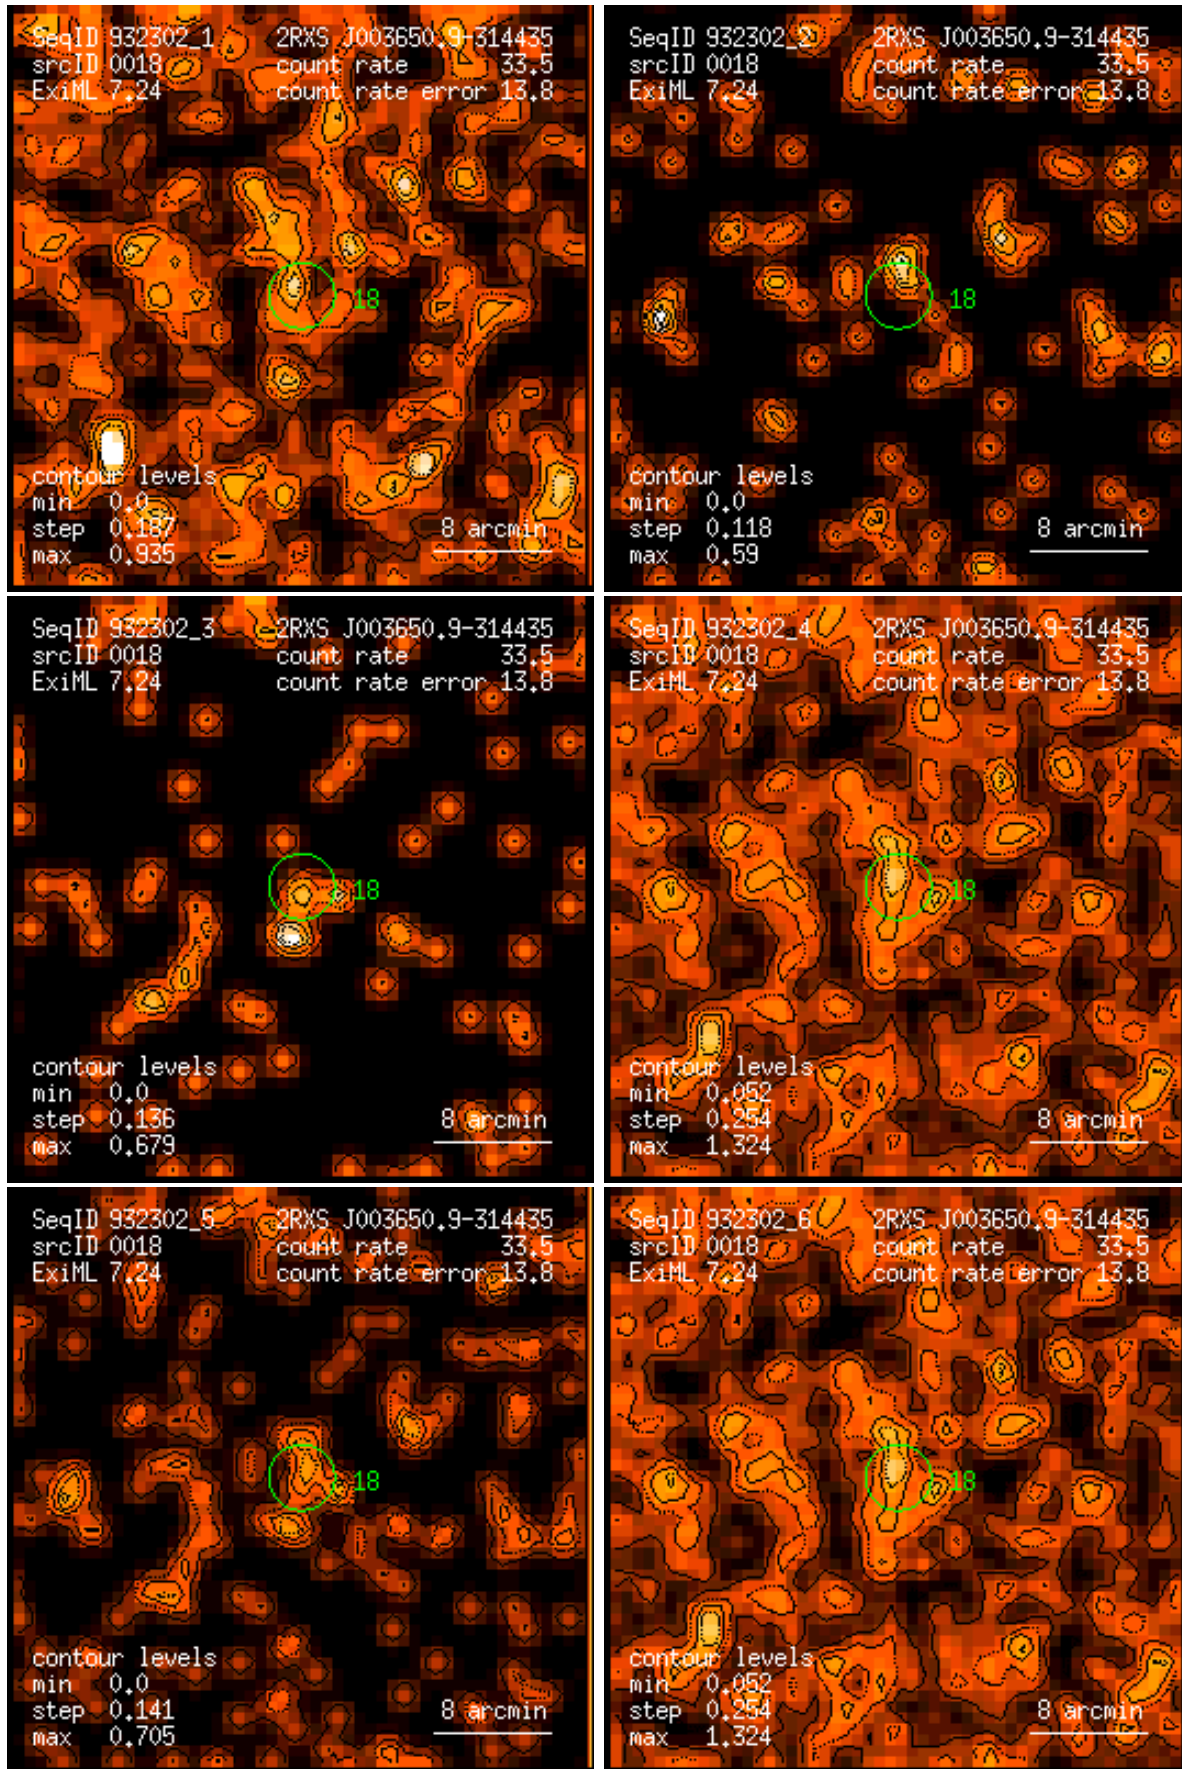 SeqID 932302_1 2RXS J003650.9-314435
srcID 0018 count rate 33.5
ExiML 7.24 count rate error 13.8
18
contour levels
min 0.0
step 0.187 8 arcmin
max 0.935
SeqID 932302_2 2RXS J003650.9-314435
srcID 0018 count rate 33.5
ExiML 7.24 count rate error 13.8
18
contour levels
min 0.0
step 0.118 8 arcmin
max 0.59
SeqID 932302_3 2RXS J003650.9-314435
srcID 0018 count rate 33.5
ExiML 7.24 count rate error 13.8
18
contour levels
min 0.0
step 0.136 8 arcmin
max 0.679
SeqID 932302_4 2RXS J003650.9-314435
srcID 0018 count rate 33.5
ExiML 7.24 count rate error 13.8
18
contour levels
min 0.052
step 0.254 8 arcmin
max 1.324
SeqID 932302_5 2RXS J003650.9-314435
srcID 0018 count rate 33.5
ExiML 7.24 count rate error 13.8
18
contour levels
min 0.0
step 0.141 8 arcmin
max 0.705
SeqID 932302_6 2RXS J003650.9-314435
srcID 0018 count rate 33.5
ExiML 7.24 count rate error 13.8
18
contour levels
min 0.052
step 0.254 8 arcmin
max 1.324